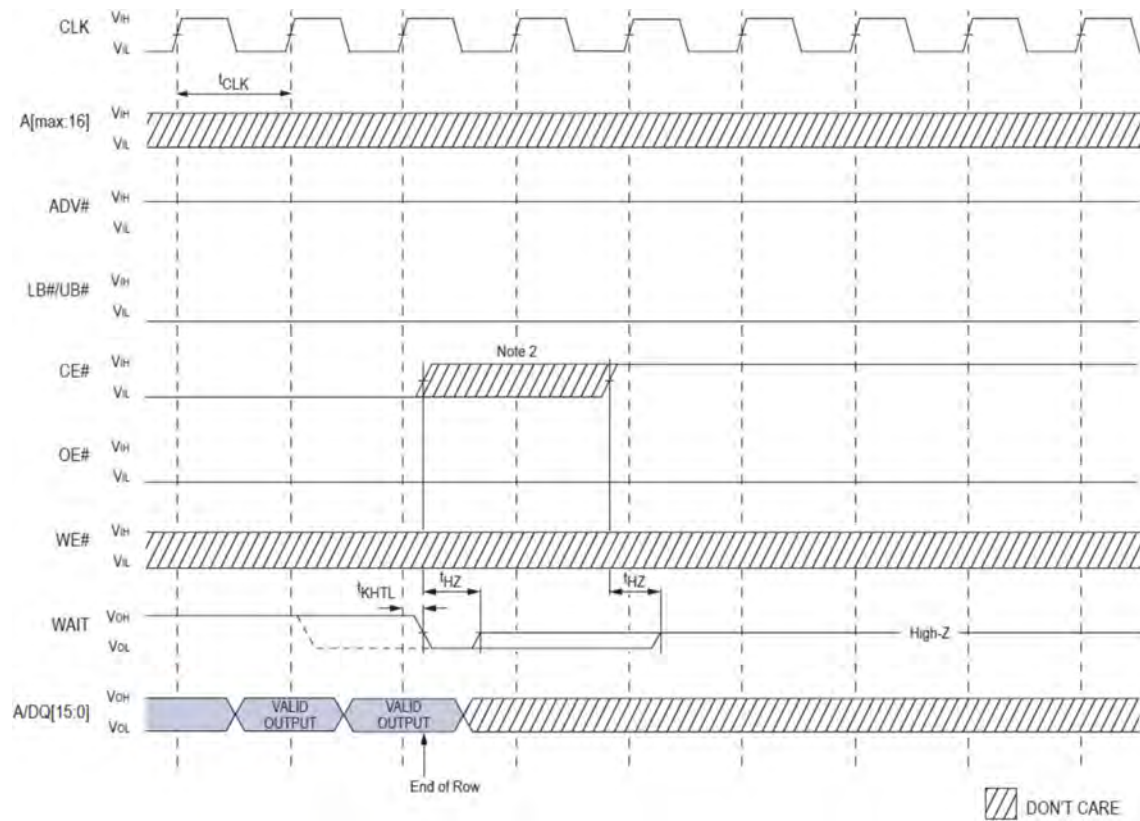 CLK VIH
VIL
tCLK
A[max:16] VIH
VIL
ADV# VIH
VIL
LB#/UB# VIH
VIL
Note 2
CE# VIH
VIL
OE# VIH
VIL
WE# VIH
VIL
tKHTL tHZ tHZ
WAIT VOH
VOL
High-Z
A/DQ[15:0] VOH
VOL
VALID OUTPUT
VALID OUTPUT
End of Row
DON'T CARE